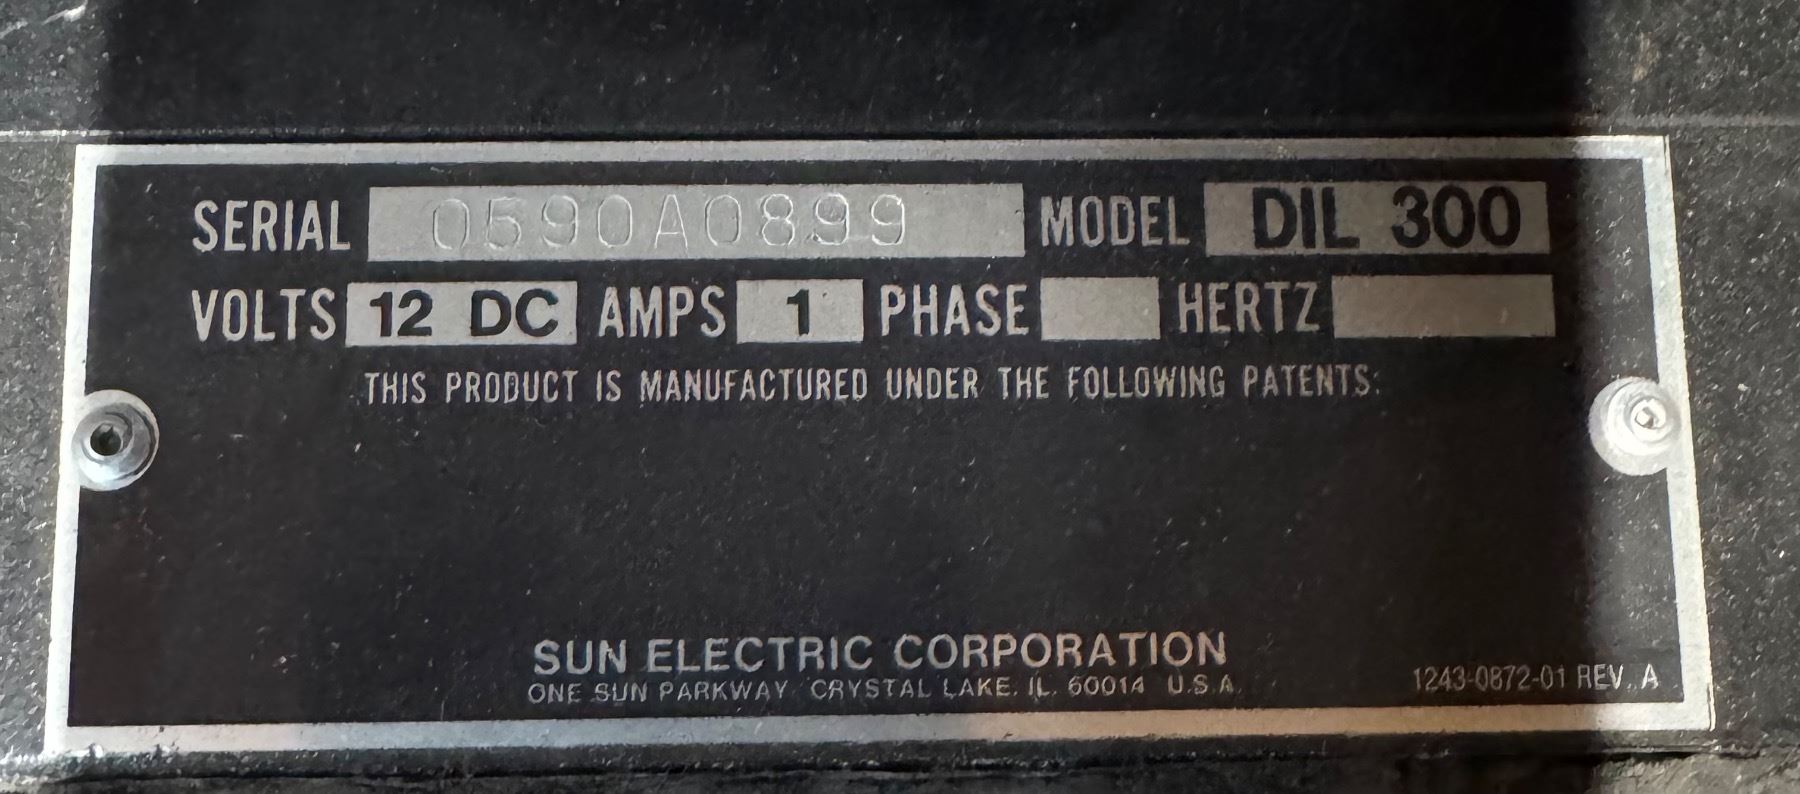 SERIAL 0590A0899 MODEL DIL 300
VOLTS 12 DC AMPS 1 PHASE HERTZ
THIS PRODUCT IS MANUFACTURED UNDER THE FOLLOWING PATENTS:
SUN ELECTRIC CORPORATION
ONE SUN PARKWAY CRYSTAL LAKE, IL. 60014 U.S.A.
1243-0872-01 REV. A